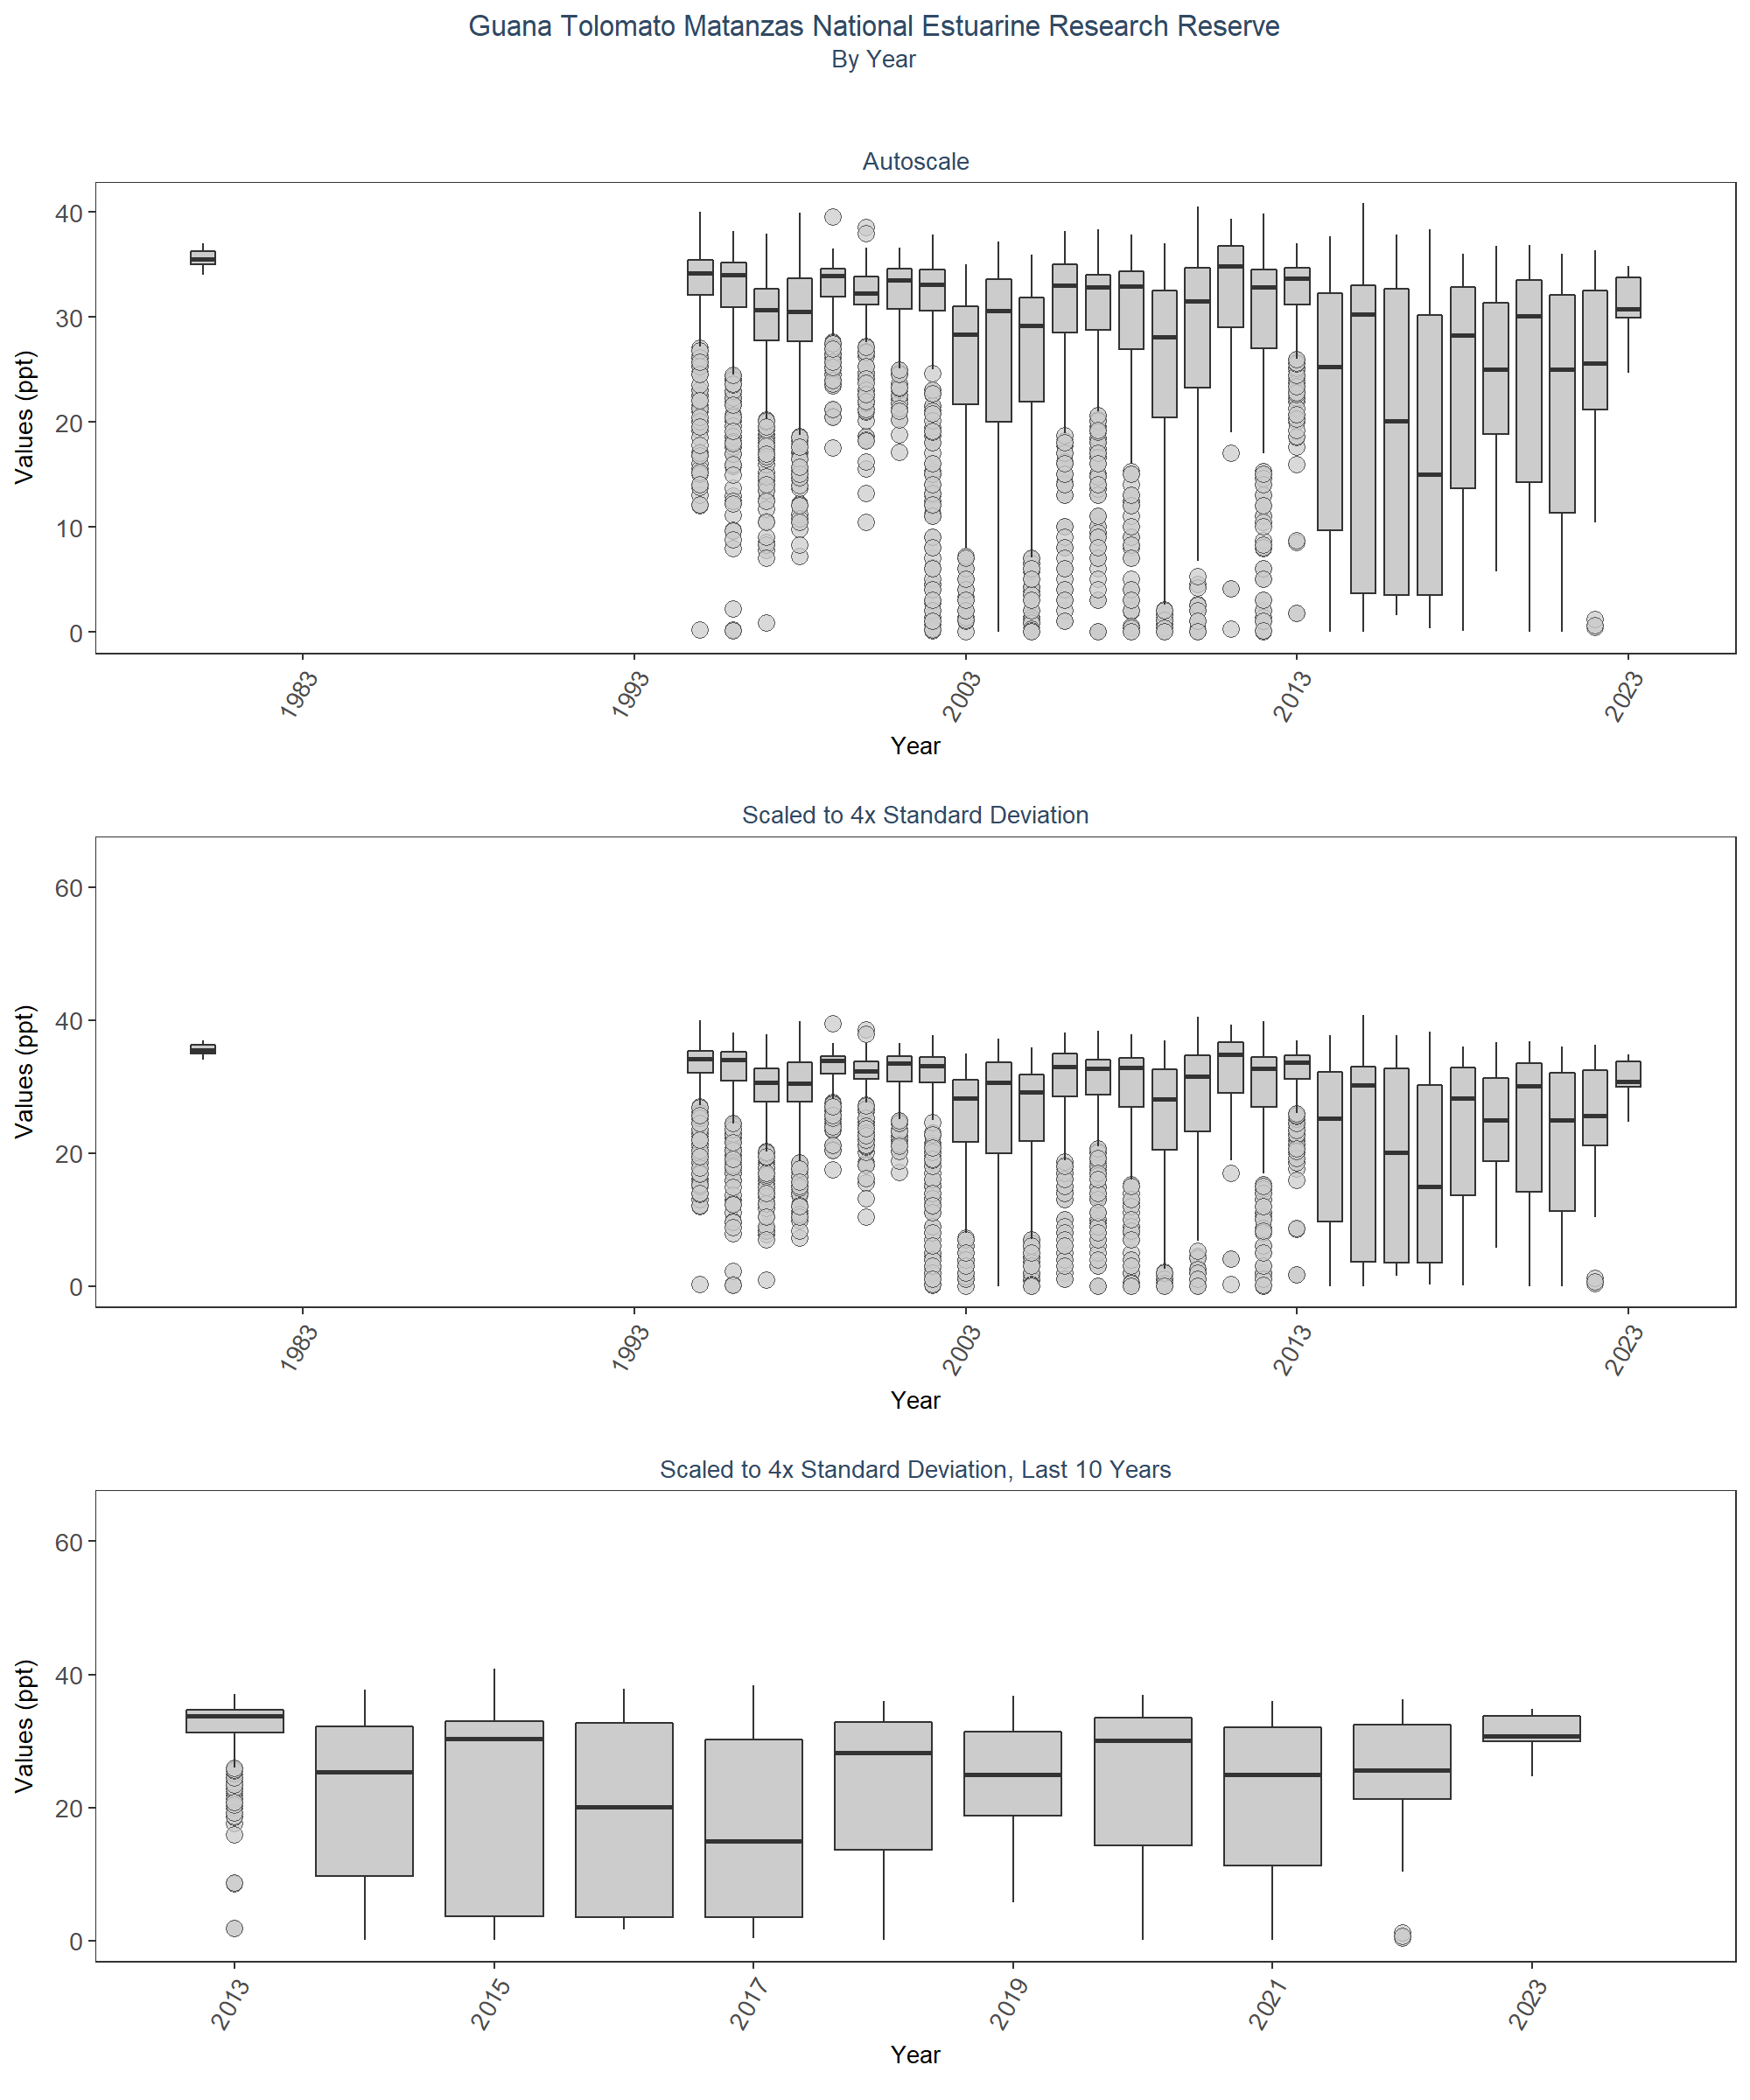 Guana Tolomato Matanzas National Estuarine Research Reserve
By Year
Autoscale
Values (ppt)
40
30
20
10
0
1983
1993
2003
2013
2023
Year
Scaled to 4x Standard Deviation
Values (ppt)
60
40
20
0
1983
1993
2003
2013
2023
Year
Scaled to 4x Standard Deviation, Last 10 Years
Values (ppt)
60
40
20
0
2013
2015
2017
2019
2021
2023
Year